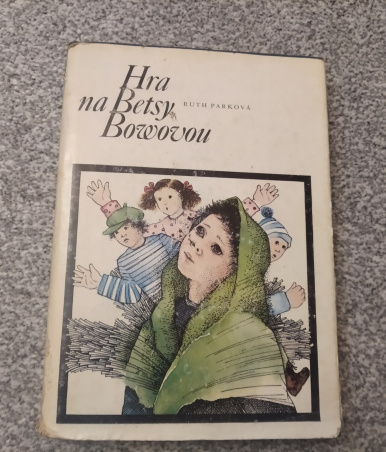 Hra
na Betsy RUTH PARKOVÁ
Bowovou